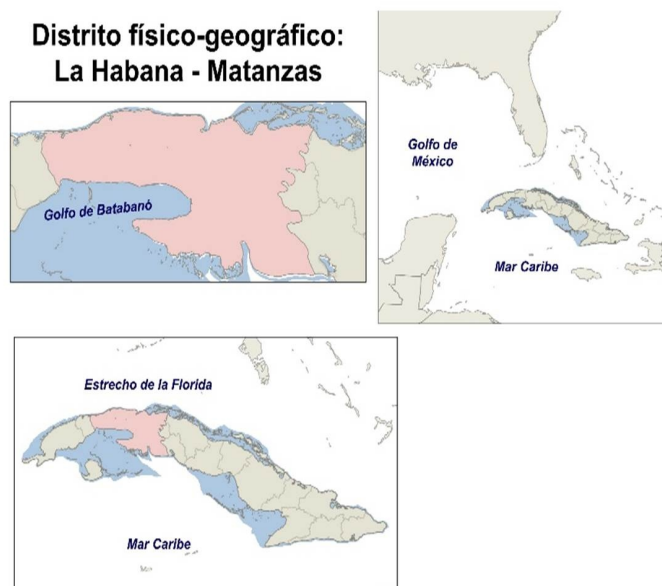 Distrito físico-geográfico:
La Habana - Matanzas
Golfo de Batabanó
Golfo de
México
Mar Caribe
Estrecho de la Florida
Mar Caribe